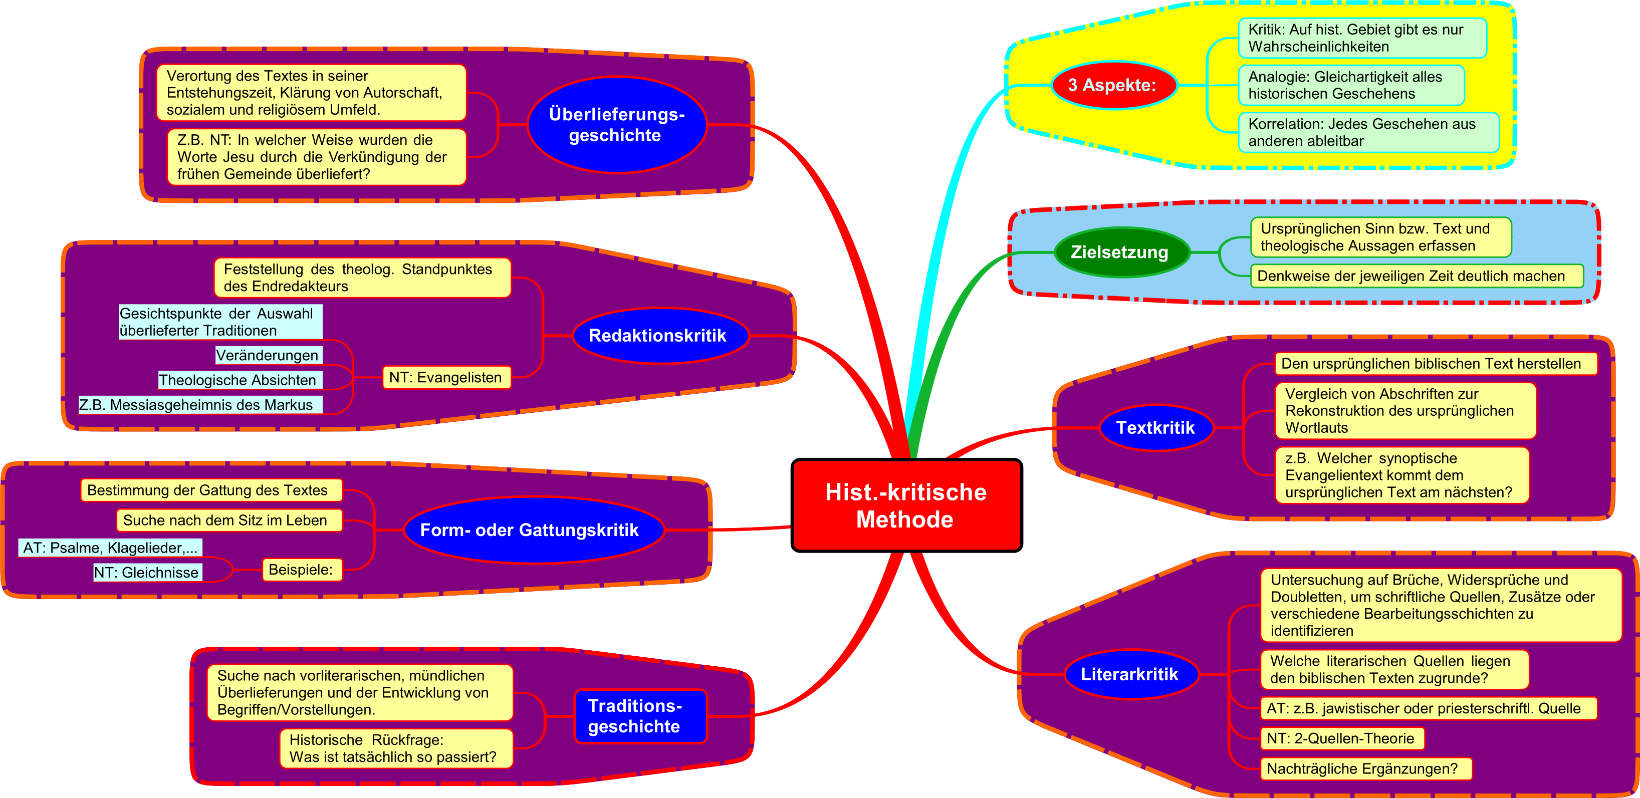 Hist.-kritische
Methode
3 Aspekte:
Kritik: Auf hist. Gebiet gibt es nur
Wahrscheinlichkeiten
Analogie: Gleichartigkeit alles
historischen Geschehens
Korrelation: Jedes Geschehen aus
anderen ableitbar
Zielsetzung
Ursprünglichen Sinn bzw. Text und
theologische Aussagen erfassen
Denkweise der jeweiligen Zeit deutlich machen
Textkritik
Den ursprünglichen biblischen Text herstellen
Vergleich von Abschriften zur
Rekonstruktion des ursprünglichen
Wortlauts
z.B. Welcher synoptische
Evangelientext kommt dem
ursprünglichen Text am nächsten?
Literarkritik
Untersuchung auf Brüche, Widersprüche und
Doubletten, um schriftliche Quellen, Zusätze oder
verschiedene Bearbeitungsschichten zu
identifizieren
Welche literarischen Quellen liegen
den biblischen Texten zugrunde?
AT: z.B. jawistischer oder priesterschriftl. Quelle
NT: 2-Quellen-Theorie
Nachträgliche Ergänzungen?
Überlieferungs-
geschichte
Verortung des Textes in seiner
Entstehungszeit, Klärung von Autorschaft,
sozialem und religiösem Umfeld.
Z.B. NT: In welcher Weise wurden die
Worte Jesu durch die Verkündigung der
frühen Gemeinde überliefert?
Redaktionskritik
Feststellung des theolog. Standpunktes
des Endredakteurs
NT: Evangelisten
Gesichtspunkte der Auswahl
überlieferter Traditionen
Veränderungen
Theologische Absichten
Z.B. Messiasgeheimnis des Markus
Form- oder Gattungskritik
Bestimmung der Gattung des Textes
Suche nach dem Sitz im Leben
Beispiele:
AT: Psalme, Klagelieder,...
NT: Gleichnisse
Traditions-
geschichte
Suche nach vorliterarischen, mündlichen
Überlieferungen und der Entwicklung von
Begriffen/Vorstellungen.
Historische Rückfrage:
Was ist tatsächlich so passiert?